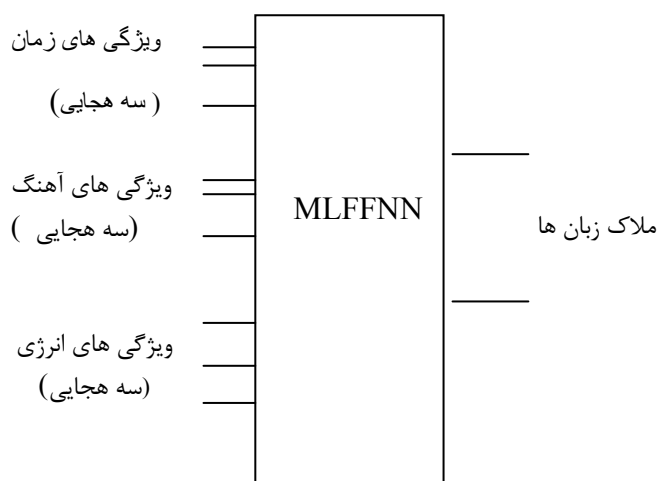 ویژگی های زمان
( سه هجایی)
ویژگی های آهنگ
(سه هجایی )
ویژگی های انرژی
(سه هجایی)
MLFFNN
ملاک زبان ها